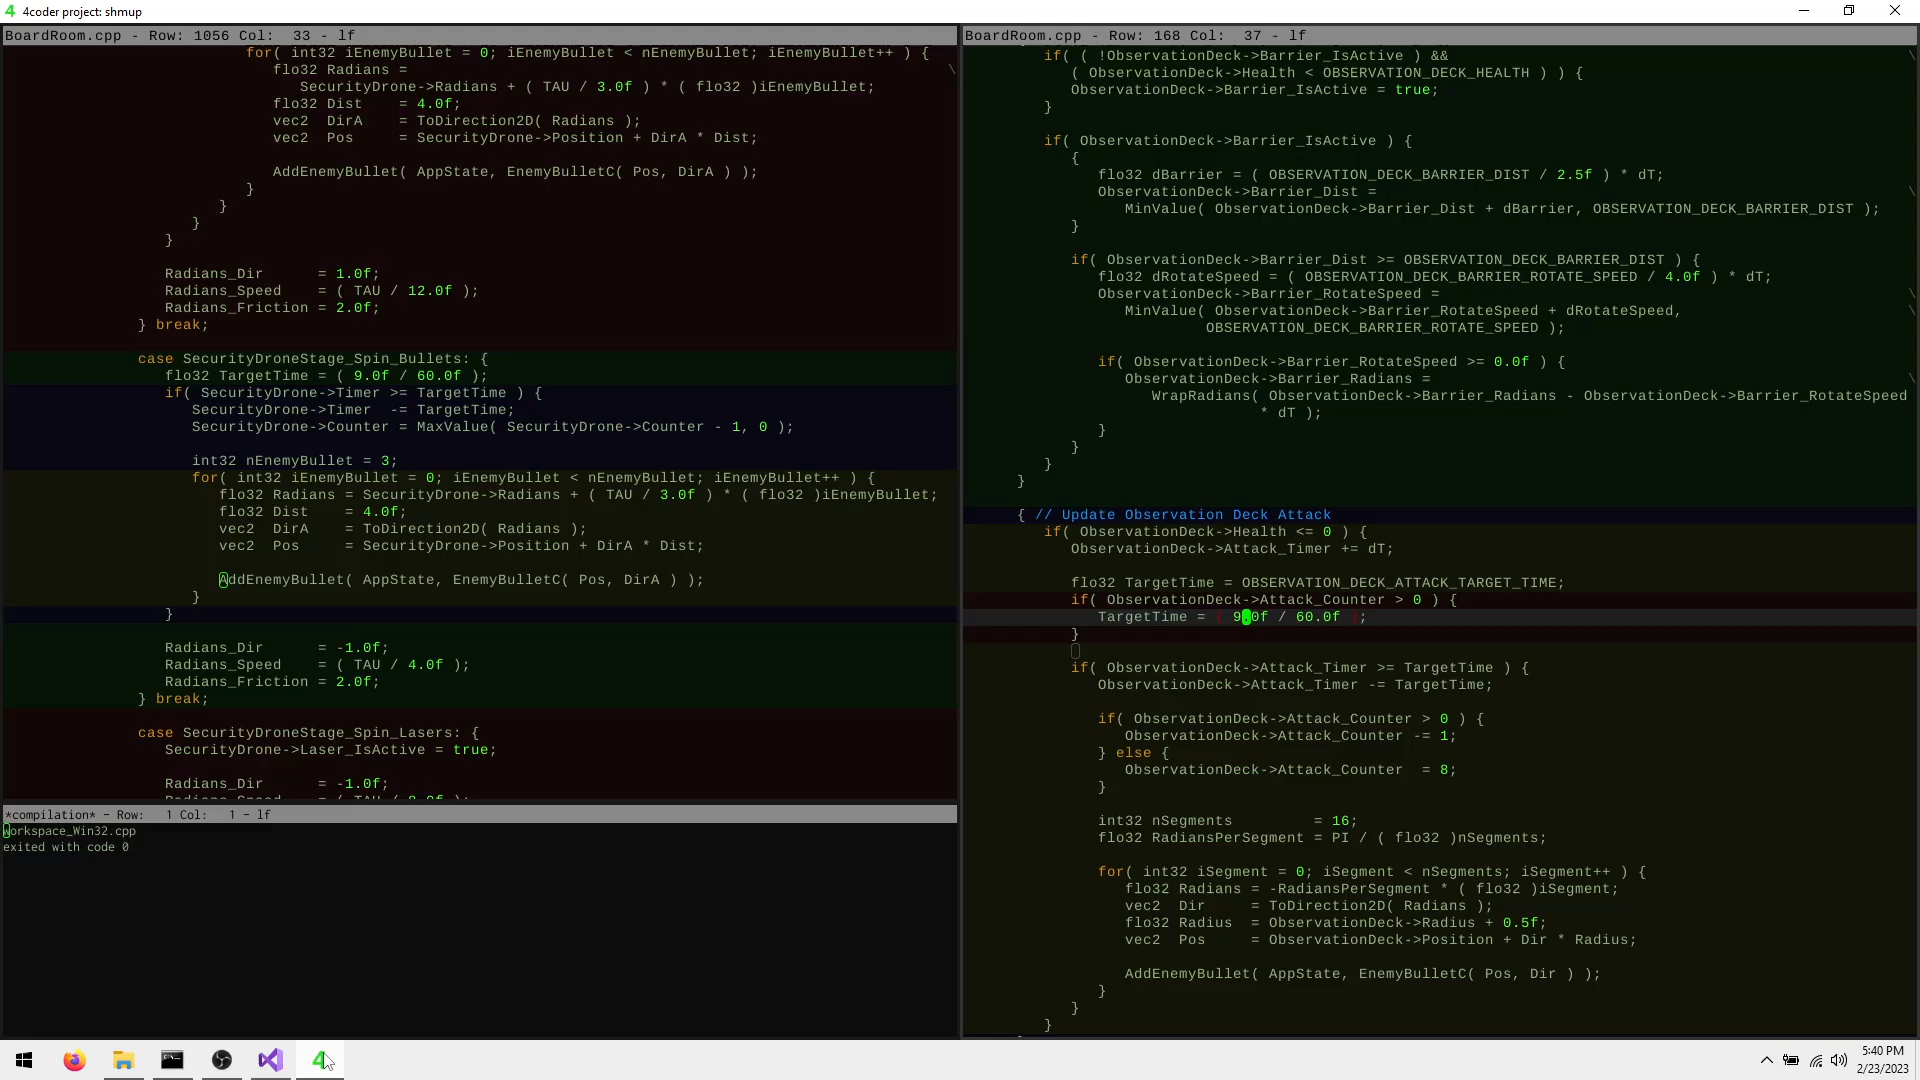 4 4coder project: shmup
BoardRoom.cpp - Row: 1056 Col:  33 - lf
for( int32 iEnemyBullet = 0; iEnemyBullet < nEnemyBullet; iEnemyBullet++ ) {
flo32 Radians = \
SecurityDrone->Radians + ( TAU / 3.0f ) * ( flo32 )iEnemyBullet;
flo32 Dist    = 4.0f;
vec2  DirA    = ToDirection2D( Radians );
vec2  Pos     = SecurityDrone->Position + DirA * Dist;
AddEnemyBullet( AppState, EnemyBulletC( Pos, DirA ) );
}
}
}
}
Radians_Dir      = 1.0f;
Radians_Speed    = ( TAU / 12.0f );
Radians_Friction = 2.0f;
} break;
case SecurityDroneStage_Spin_Bullets: {
flo32 TargetTime = ( 9.0f / 60.0f );
if( SecurityDrone->Timer >= TargetTime ) {
SecurityDrone->Timer  -= TargetTime;
SecurityDrone->Counter = MaxValue( SecurityDrone->Counter - 1, 0 );
int32 nEnemyBullet = 3;
for( int32 iEnemyBullet = 0; iEnemyBullet < nEnemyBullet; iEnemyBullet++ ) {
flo32 Radians = SecurityDrone->Radians + ( TAU / 3.0f ) * ( flo32 )iEnemyBullet;
flo32 Dist    = 4.0f;
vec2  DirA    = ToDirection2D( Radians );
vec2  Pos     = SecurityDrone->Position + DirA * Dist;
AddEnemyBullet( AppState, EnemyBulletC( Pos, DirA ) );
}
}
Radians_Dir      = -1.0f;
Radians_Speed    = ( TAU / 4.0f );
Radians_Friction = 2.0f;
} break;
case SecurityDroneStage_Spin_Lasers: {
SecurityDrone->Laser_IsActive = true;
Radians_Dir      = -1.0f;
*compilation* - Row:   1 Col:   1 - lf
workspace_Win32.cpp
exited with code 0
BoardRoom.cpp - Row: 168 Col:  37 - lf
if( ( !ObservationDeck->Barrier_IsActive ) && \
( ObservationDeck->Health < OBSERVATION_DECK_HEALTH ) ) {
ObservationDeck->Barrier_IsActive = true;
}
if( ObservationDeck->Barrier_IsActive ) {
{
flo32 dBarrier = ( OBSERVATION_DECK_BARRIER_DIST / 2.5f ) * dT;
ObservationDeck->Barrier_Dist = \
MinValue( ObservationDeck->Barrier_Dist + dBarrier, OBSERVATION_DECK_BARRIER_DIST );
}
if( ObservationDeck->Barrier_Dist >= OBSERVATION_DECK_BARRIER_DIST ) {
flo32 dRotateSpeed = ( OBSERVATION_DECK_BARRIER_ROTATE_SPEED / 4.0f ) * dT;
ObservationDeck->Barrier_RotateSpeed = \
MinValue( ObservationDeck->Barrier_RotateSpeed + dRotateSpeed, \
OBSERVATION_DECK_BARRIER_ROTATE_SPEED );
if( ObservationDeck->Barrier_RotateSpeed >= 0.0f ) {
ObservationDeck->Barrier_Radians = \
WrapRadians( ObservationDeck->Barrier_Radians - ObservationDeck->Barrier_RotateSpeed
* dT );
}
}
}
}
{ // Update Observation Deck Attack
if( ObservationDeck->Health <= 0 ) {
ObservationDeck->Attack_Timer += dT;
flo32 TargetTime = OBSERVATION_DECK_ATTACK_TARGET_TIME;
if( ObservationDeck->Attack_Counter > 0 ) {
TargetTime = ( 9.0f / 60.0f );
}
if( ObservationDeck->Attack_Timer >= TargetTime ) {
ObservationDeck->Attack_Timer -= TargetTime;
if( ObservationDeck->Attack_Counter > 0 ) {
ObservationDeck->Attack_Counter -= 1;
} else {
ObservationDeck->Attack_Counter  = 8;
}
int32 nSegments         = 16;
flo32 RadiansPerSegment = PI / ( flo32 )nSegments;
for( int32 iSegment = 0; iSegment < nSegments; iSegment++ ) {
flo32 Radians = -RadiansPerSegment * ( flo32 )iSegment;
vec2  Dir     = ToDirection2D( Radians );
flo32 Radius  = ObservationDeck->Radius + 0.5f;
vec2  Pos     = ObservationDeck->Position + Dir * Radius;
AddEnemyBullet( AppState, EnemyBulletC( Pos, Dir ) );
}
}
}
4
5:40 PM
2/23/2023